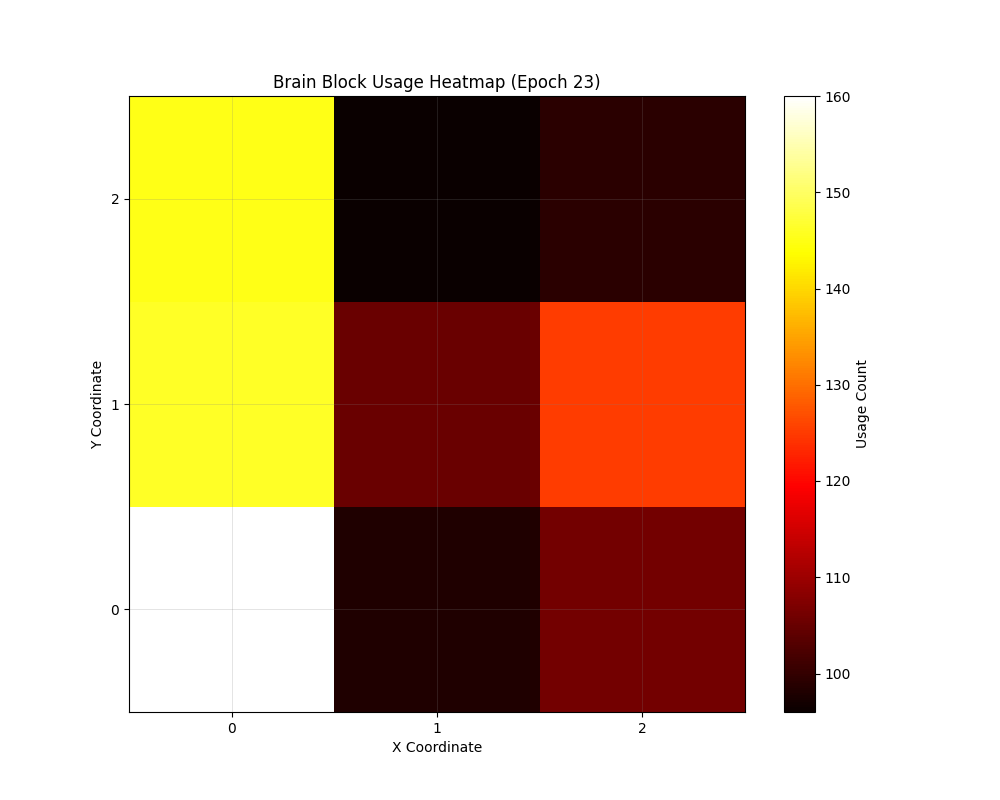 Brain Block Usage Heatmap (Epoch 23)
2
1
0
Y Coordinate
0 1 2
X Coordinate
160
150
140
130
120
110
100
Usage Count